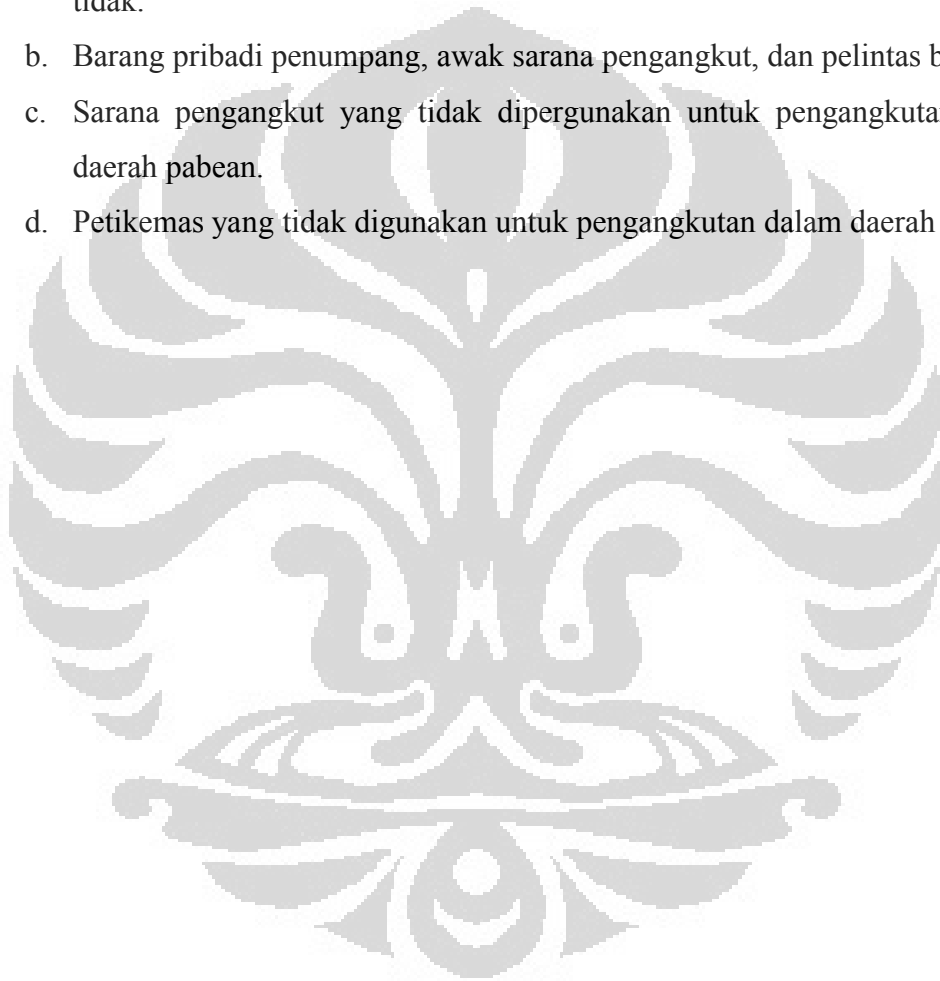 tidak.
b. Barang pribadi penumpang, awak sarana pengangkut, dan pelintas
c. Sarana pengangkut yang tidak dipergunakan untuk
daerah pabean.
d. Petikemas yang tidak digunakan untuk pengangkutan dalam daerah